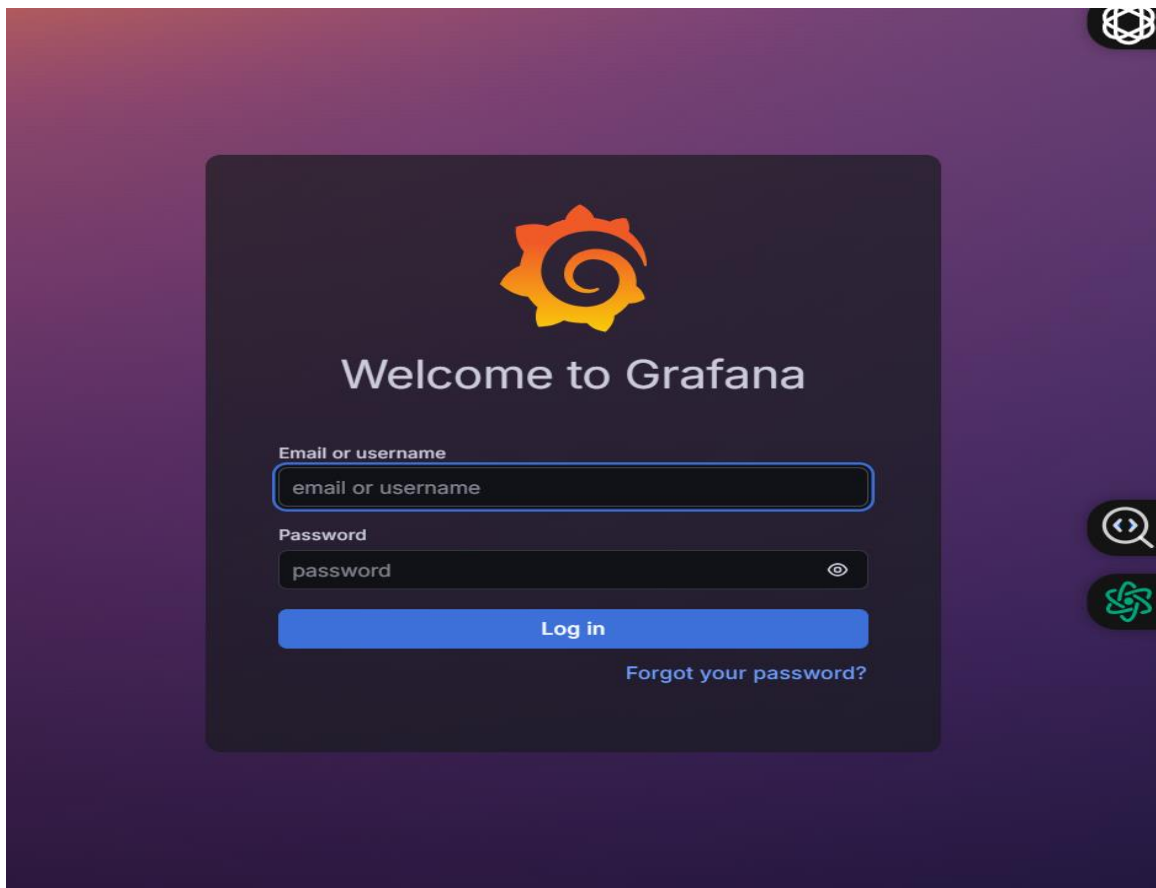 Welcome to Grafana
Email or username
email or username
Password
password
Log in
Forgot your password?